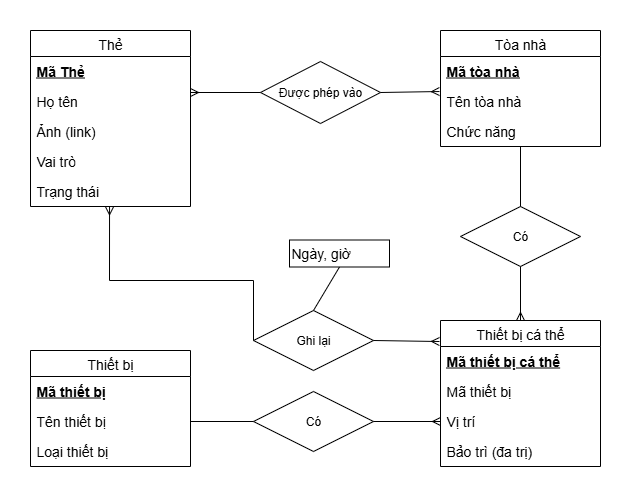 Thẻ
Mã Thẻ
Họ tên
Ảnh (link)
Vai trò
Trạng thái
Được phép vào
Tòa nhà
Mã tòa nhà
Tên tòa nhà
Chức năng
Có
Ngày, giờ
Ghi lại
Thiết bị
Mã thiết bị
Tên thiết bị
Loại thiết bị
Có
Thiết bị cá thể
Mã thiết bị cá thể
Mã thiết bị
Vị trí
Bảo trì (đa trị)